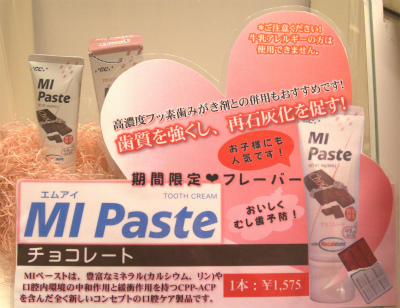 *ご注意ください!
牛乳アレルギーの方は
使用できません。
高濃度フッ素歯みがき剤との併用もおすすめです!
歯質を強くし、再石灰化を促す!
お子様にも
人気です!
期間限定❤フレーバー
おいしく
むし歯予防!
エムアイ
TOOTH CREAM
MI Paste
チョコレート
MIペーストは、豊富なミネラル(カルシウム、リン)や
口腔内環境の中和作用と緩衝作用を持つCPP-ACP
を含んだ全く新しいコンセプトの口腔ケア製品です。
1本：¥1,575
GC
MI
Paste
MI
Paste
Recaldent